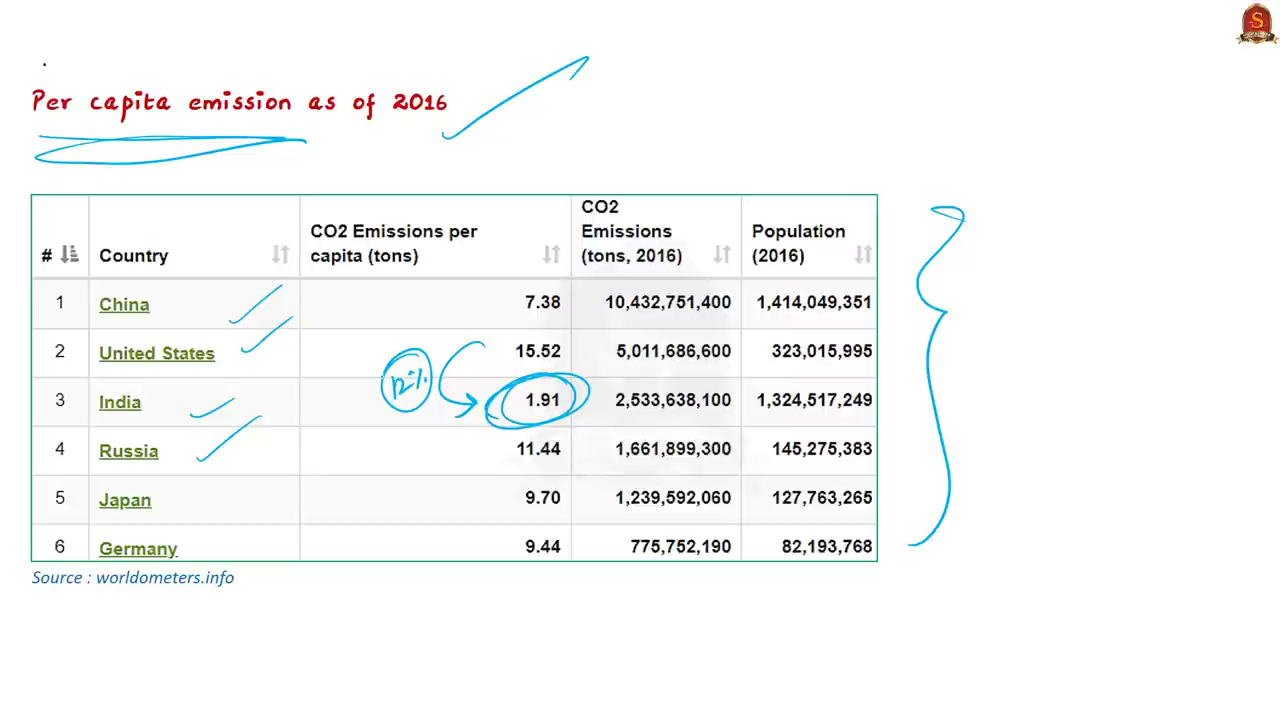 S
Per capita emission as of 2016
# Country CO2 Emissions per capita (tons) CO2 Emissions (tons, 2016) Population (2016)
1 China 7.38 10,432,751,400 1,414,049,351
2 United States 15.52 5,011,686,600 323,015,995
12%
3 India 1.91 2,533,638,100 1,324,517,249
4 Russia 11.44 1,661,899,300 145,275,383
5 Japan 9.70 1,239,592,060 127,763,265
6 Germany 9.44 775,752,190 82,193,768
Source : worldometers.info